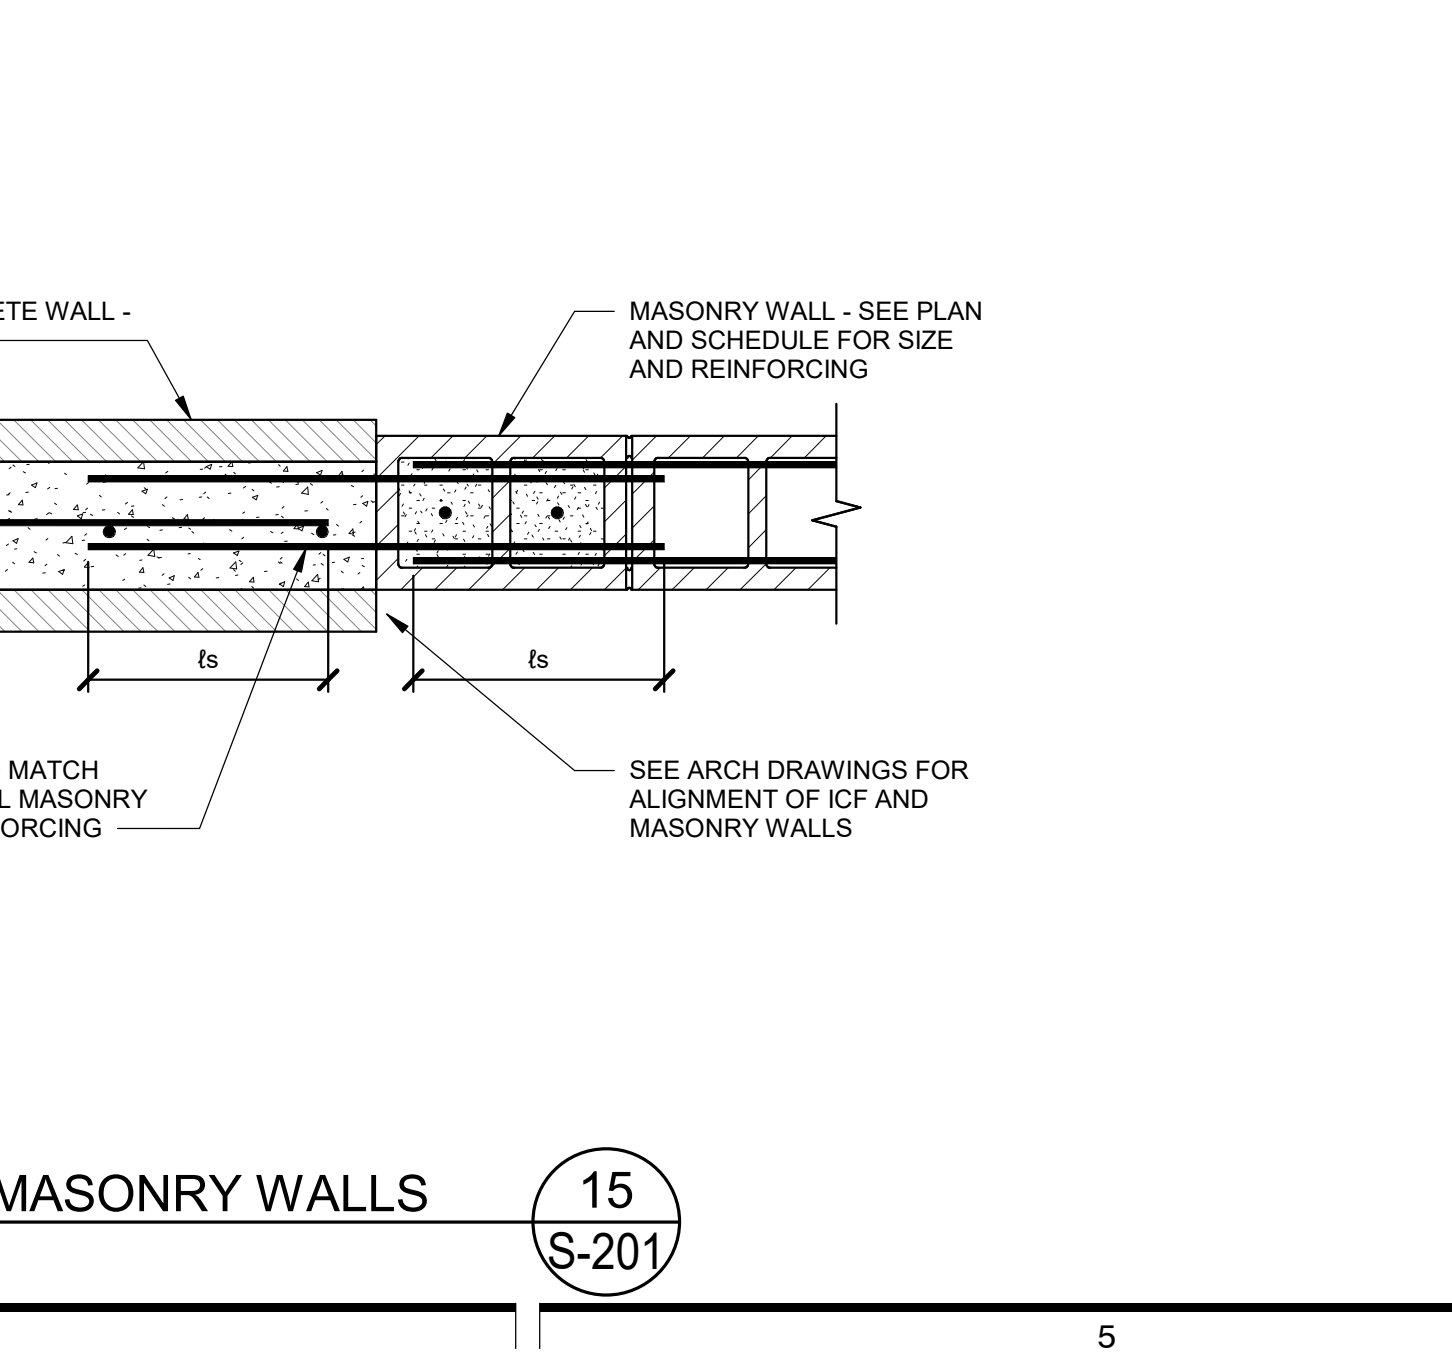 ETE WALL -
MASONRY WALL - SEE PLAN
AND SCHEDULE FOR SIZE
AND REINFORCING
ℓs
ℓs
MATCH
L MASONRY
ORCING
SEE ARCH DRAWINGS FOR
ALIGNMENT OF ICF AND
MASONRY WALLS
MASONRY WALLS
15
S-201
5